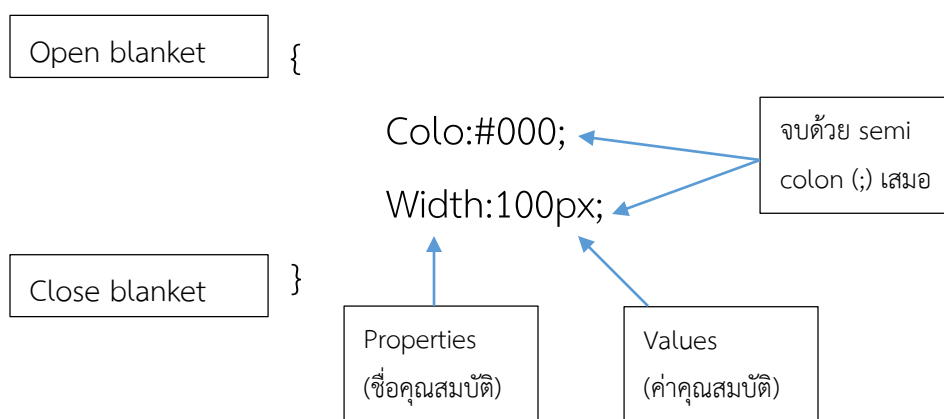 Open blanket {
Colo:#000;
จบด้วย semi
colon (;) เสมอ
Width:100px;
Close blanket }
Properties
(ชื่อคุณสมบัติ)
Values
(ค่าคุณสมบัติ)